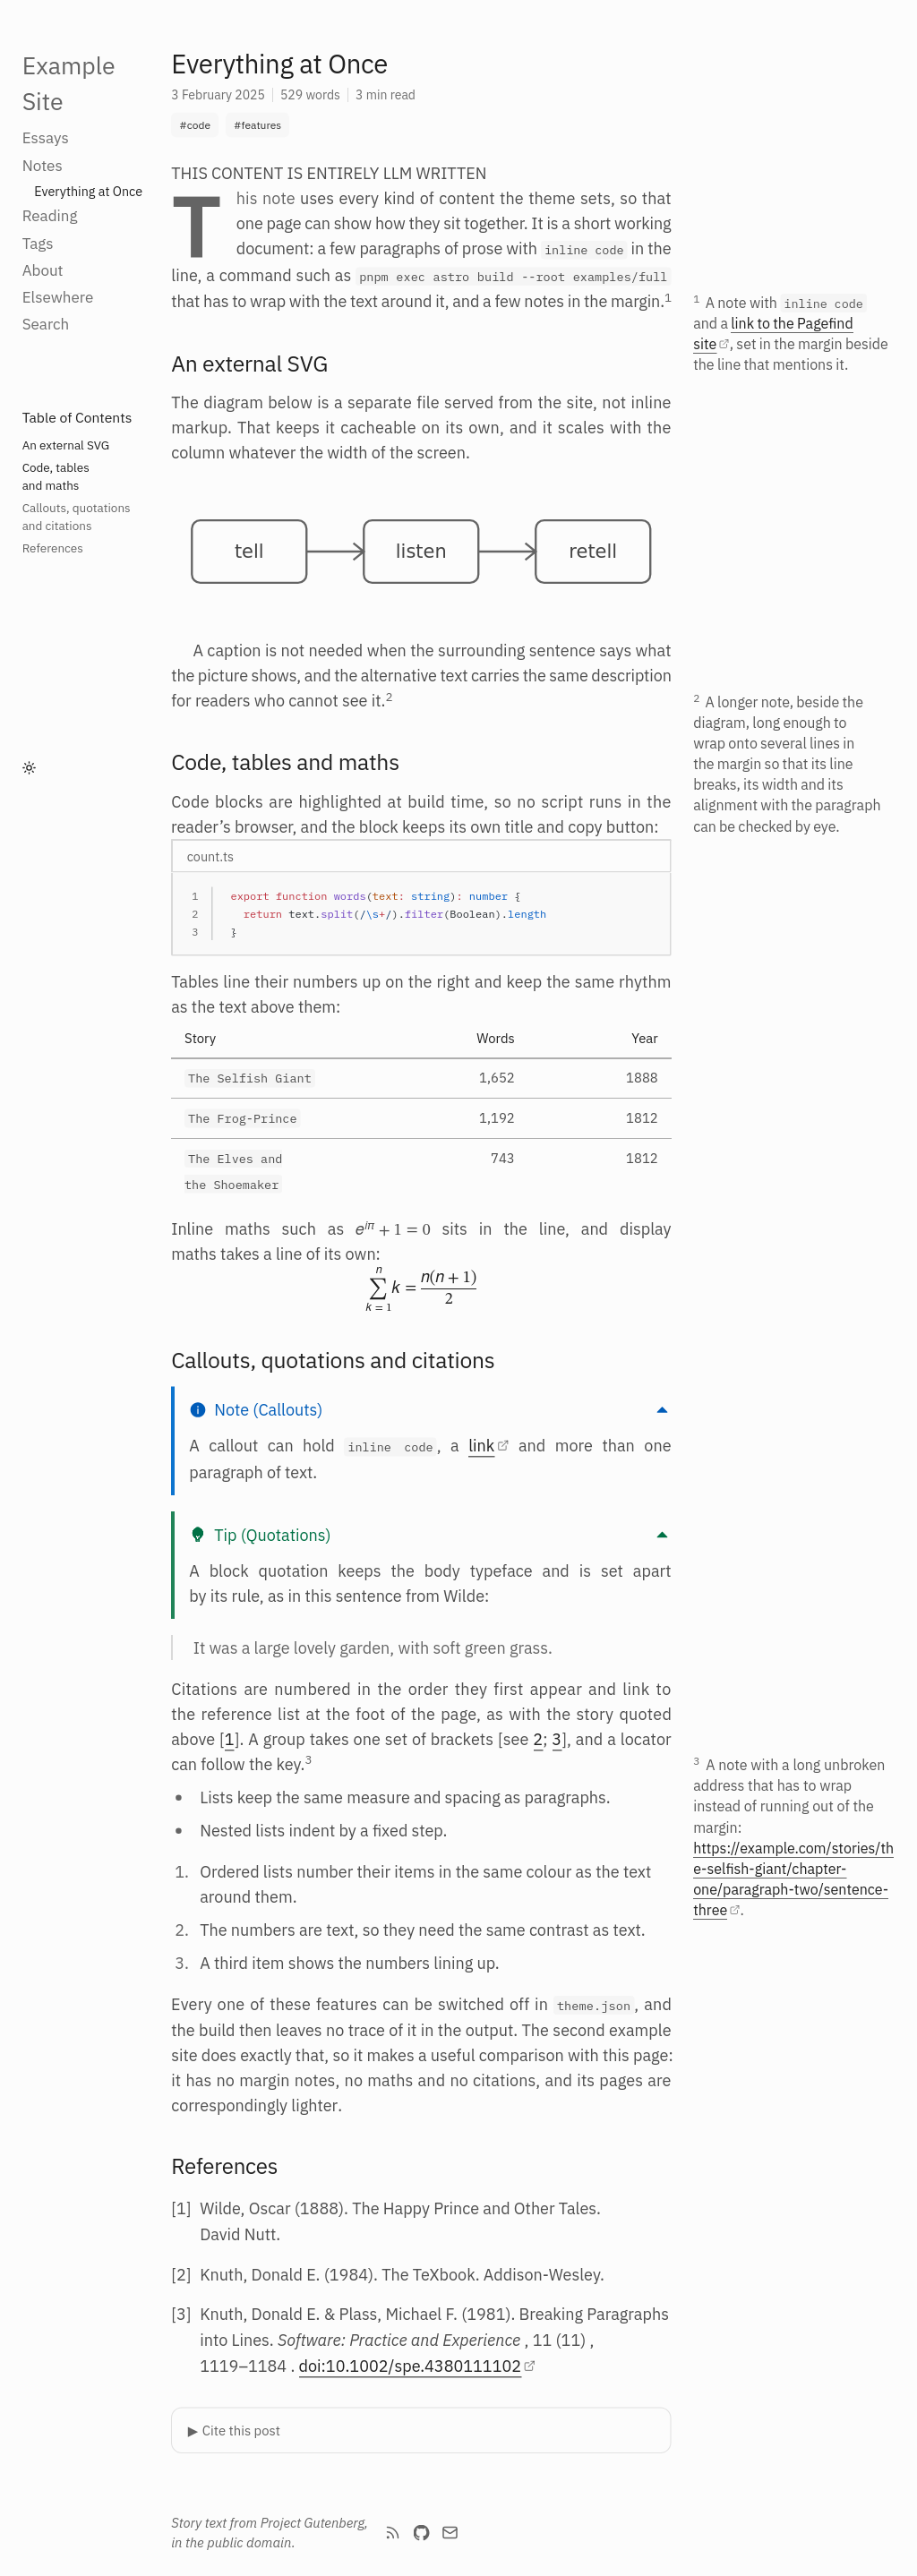 Example
Site
Essays
Notes
Everything at Once
Reading
Tags
About
Elsewhere
Search
Table of Contents
An external SVG
Code, tables
and maths
Callouts, quotations
and citations
References
Everything at Once
3 February 2025 | 529 words | 3 min read
#code #features
THIS CONTENT IS ENTIRELY LLM WRITTEN
This note uses every kind of content the theme sets, so that
one page can show how they sit together. It is a short working
document: a few paragraphs of prose with inline code in the
line, a command such as pnpm exec astro build --root examples/full
that has to wrap with the text around it, and a few notes in the margin.1
1 A note with inline code
and a link to the Pagefind
site, set in the margin beside
the line that mentions it.
An external SVG
The diagram below is a separate file served from the site, not inline
markup. That keeps it cacheable on its own, and it scales with the
column whatever the width of the screen.
tell listen retell
A caption is not needed when the surrounding sentence says what
the picture shows, and the alternative text carries the same description
for readers who cannot see it.2
2 A longer note, beside the
diagram, long enough to
wrap onto several lines in
the margin so that its line
breaks, its width and its
alignment with the paragraph
can be checked by eye.
Code, tables and maths
Code blocks are highlighted at build time, so no script runs in the
reader’s browser, and the block keeps its own title and copy button:
count.ts
1 export function words(text: string): number {
2 return text.split(/\s+/).filter(Boolean).length
3 }
Tables line their numbers up on the right and keep the same rhythm
as the text above them:
Story Words Year
The Selfish Giant 1,652 1888
The Frog-Prince 1,192 1812
The Elves and 743 1812
the Shoemaker
Inline maths such as e^iπ + 1 = 0 sits in the line, and display
maths takes a line of its own:
n
∑ k = n(n + 1)
k = 1 2
Callouts, quotations and citations
Note (Callouts)
A callout can hold inline code, a link and more than one
paragraph of text.
Tip (Quotations)
A block quotation keeps the body typeface and is set apart
by its rule, as in this sentence from Wilde:
It was a large lovely garden, with soft green grass.
Citations are numbered in the order they first appear and link to
the reference list at the foot of the page, as with the story quoted
above [1]. A group takes one set of brackets [see 2; 3], and a locator
can follow the key.3
3 A note with a long unbroken
address that has to wrap
instead of running out of the
margin:
https://example.com/stories/th
e-selfish-giant/chapter-
one/paragraph-two/sentence-
three.
• Lists keep the same measure and spacing as paragraphs.
• Nested lists indent by a fixed step.
1. Ordered lists number their items in the same colour as the text
around them.
2. The numbers are text, so they need the same contrast as text.
3. A third item shows the numbers lining up.
Every one of these features can be switched off in theme.json, and
the build then leaves no trace of it in the output. The second example
site does exactly that, so it makes a useful comparison with this page:
it has no margin notes, no maths and no citations, and its pages are
correspondingly lighter.
References
[1] Wilde, Oscar (1888). The Happy Prince and Other Tales.
David Nutt.
[2] Knuth, Donald E. (1984). The TeXbook. Addison-Wesley.
[3] Knuth, Donald E. & Plass, Michael F. (1981). Breaking Paragraphs
into Lines. Software: Practice and Experience , 11 (11) ,
1119–1184 . doi:10.1002/spe.4380111102
▶ Cite this post
Story text from Project Gutenberg,
in the public domain.